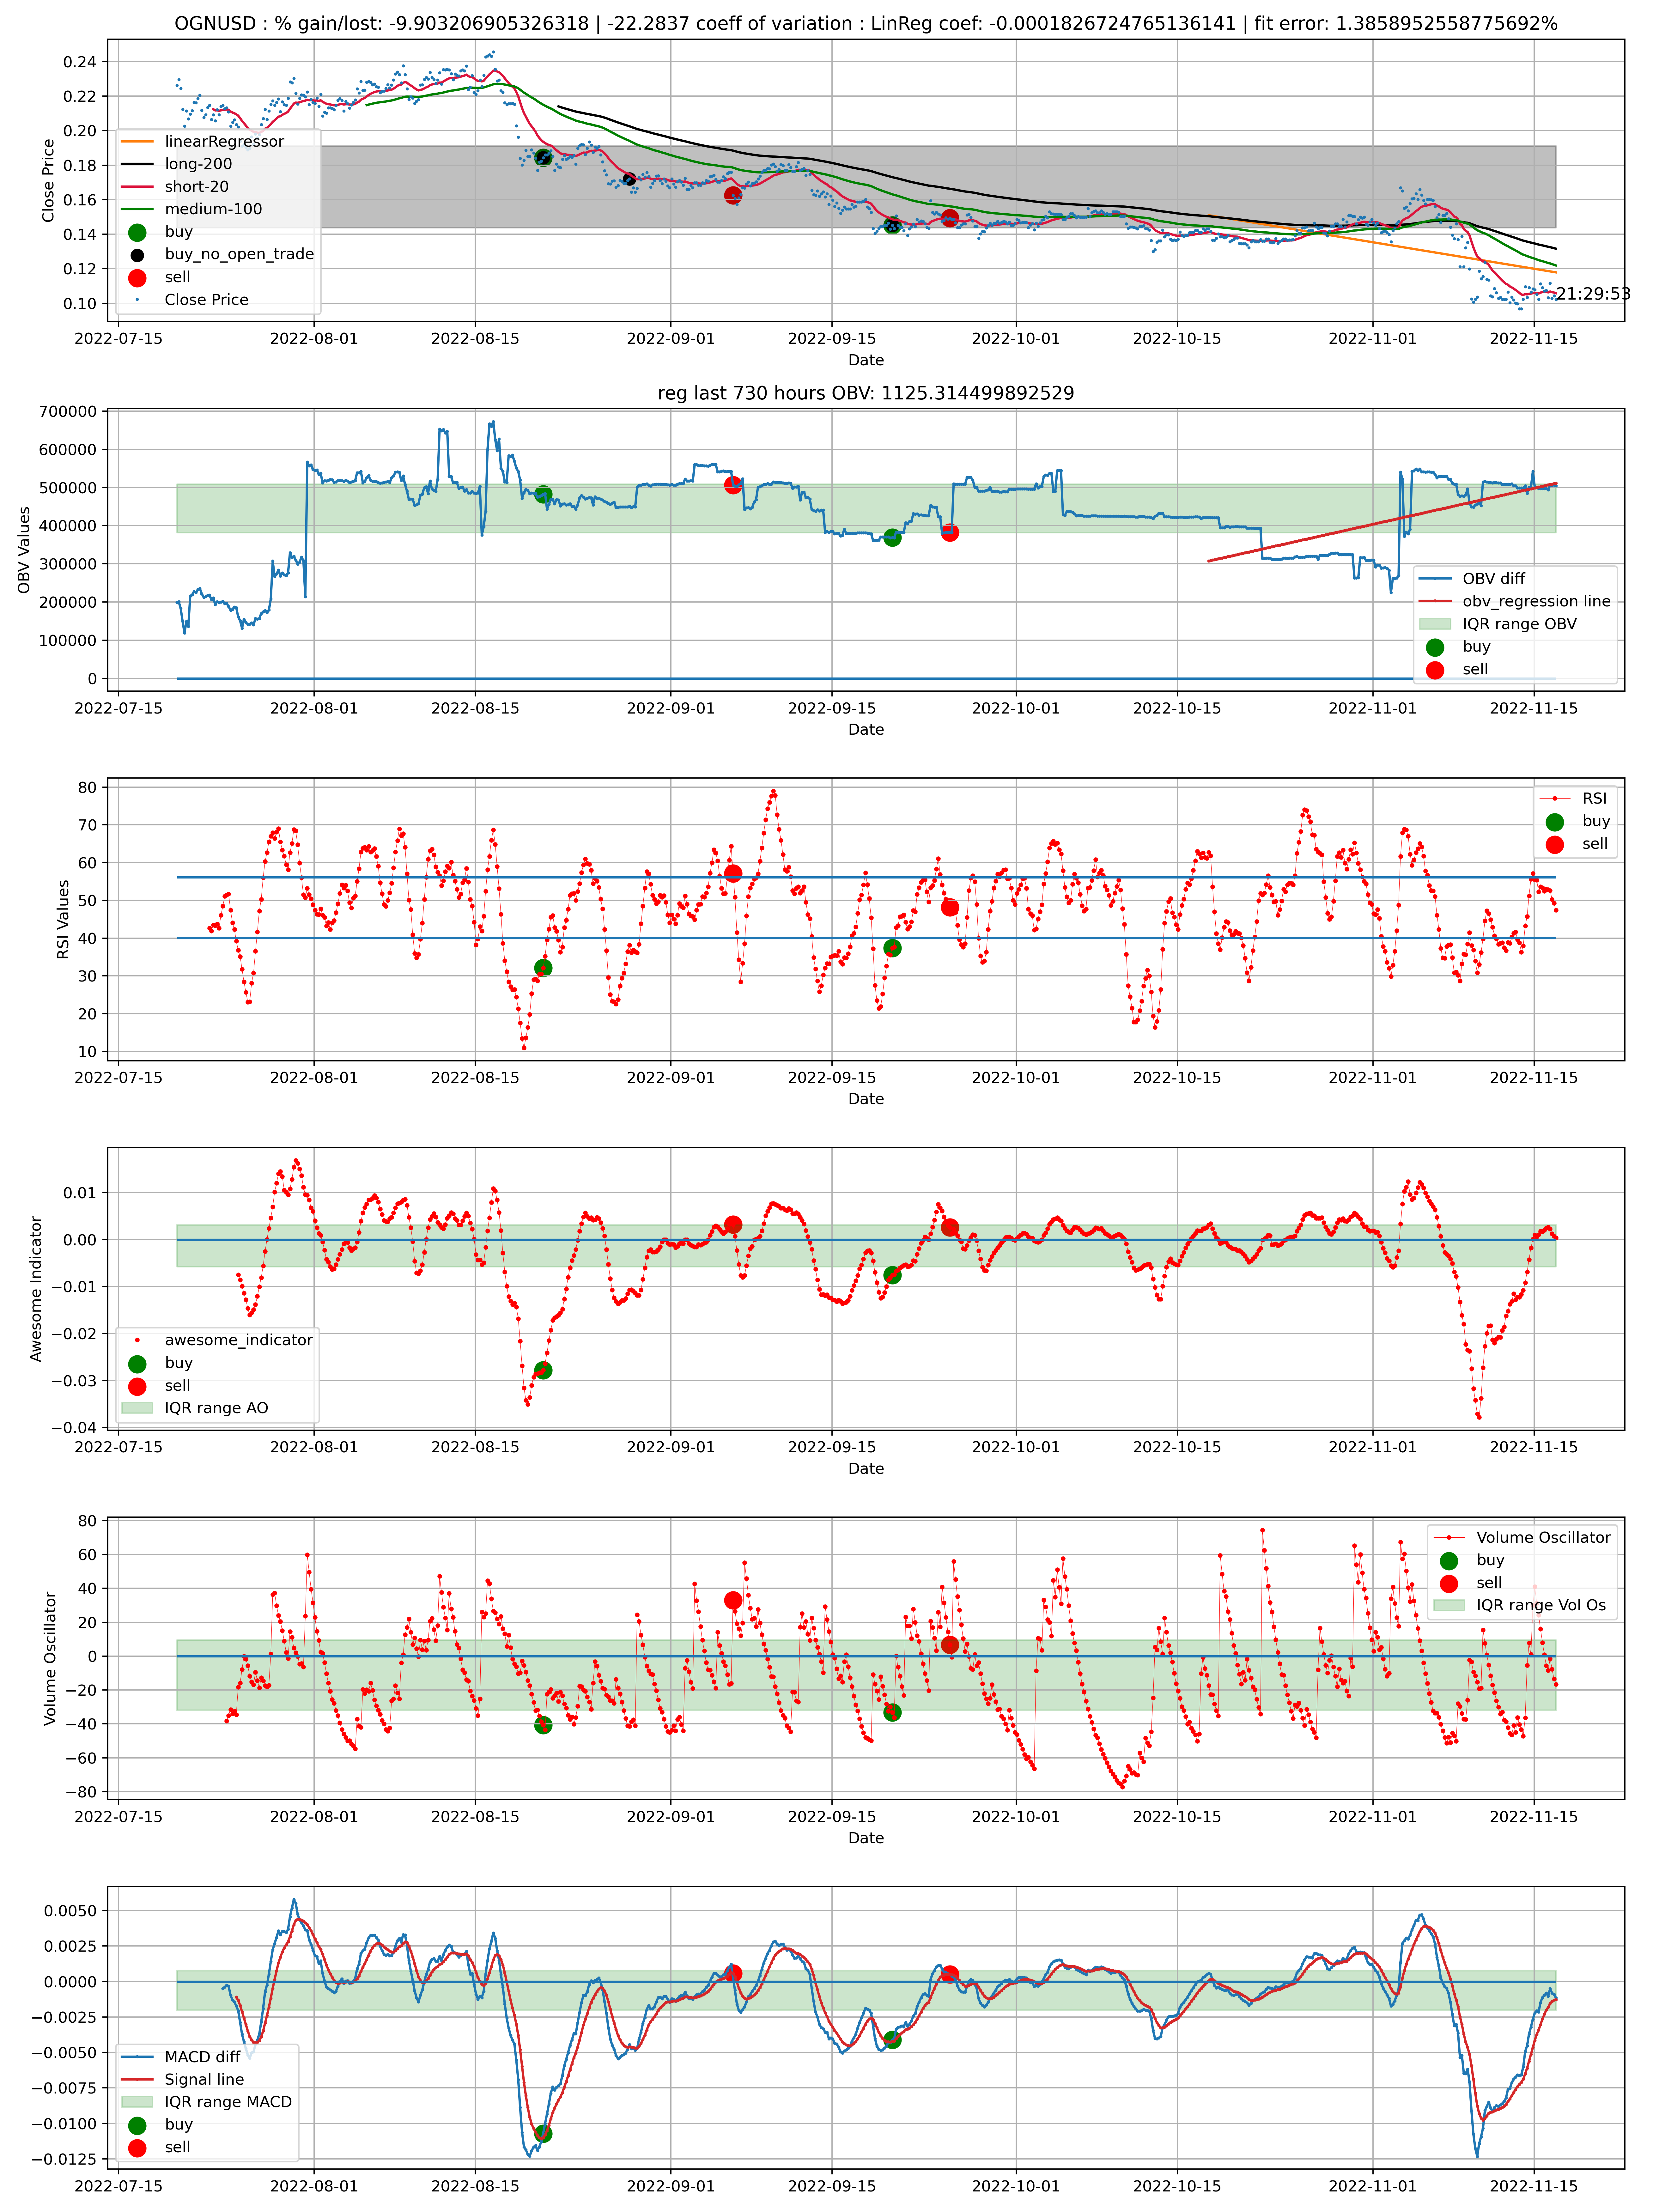 OGNUSD : % gain/lost: -9.903206905326318 | -22.2837 coeff of variation : LinReg coef: -0.0001826724765136141 | fit error: 1.3858952558775692%
Close Price
0.24
0.22
0.20
0.18
0.16
0.14
0.12
0.10
linearRegressor
long-200
short-20
medium-100
buy
buy_no_open_trade
sell
Close Price
21:29:53
2022-07-15 2022-08-01 2022-08-15 2022-09-01 2022-09-15 2022-10-01 2022-10-15 2022-11-01 2022-11-15
Date
reg last 730 hours OBV: 1125.314499892529
OBV Values
700000
600000
500000
400000
300000
200000
100000
0
OBV diff
obv_regression line
IQR range OBV
buy
sell
2022-07-15 2022-08-01 2022-08-15 2022-09-01 2022-09-15 2022-10-01 2022-10-15 2022-11-01 2022-11-15
Date
RSI Values
80
70
60
50
40
30
20
10
RSI
buy
sell
2022-07-15 2022-08-01 2022-08-15 2022-09-01 2022-09-15 2022-10-01 2022-10-15 2022-11-01 2022-11-15
Date
Awesome Indicator
0.01
0.00
−0.01
−0.02
−0.03
−0.04
awesome_indicator
buy
sell
IQR range AO
2022-07-15 2022-08-01 2022-08-15 2022-09-01 2022-09-15 2022-10-01 2022-10-15 2022-11-01 2022-11-15
Date
Volume Oscillator
80
60
40
20
0
−20
−40
−60
−80
Volume Oscillator
buy
sell
IQR range Vol Os
2022-07-15 2022-08-01 2022-08-15 2022-09-01 2022-09-15 2022-10-01 2022-10-15 2022-11-01 2022-11-15
Date
0.0050
0.0025
0.0000
−0.0025
−0.0050
−0.0075
−0.0100
−0.0125
MACD diff
Signal line
IQR range MACD
buy
sell
2022-07-15 2022-08-01 2022-08-15 2022-09-01 2022-09-15 2022-10-01 2022-10-15 2022-11-01 2022-11-15